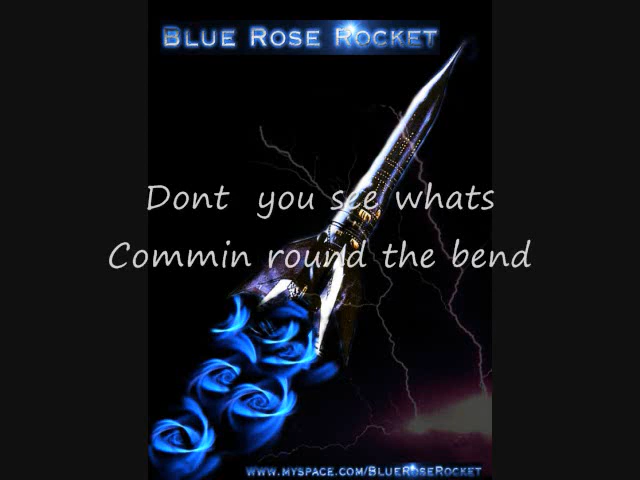 Blue Rose Rocket
Dont you see whats
Commin round the bend
www.myspace.com/BlueRoseRocket